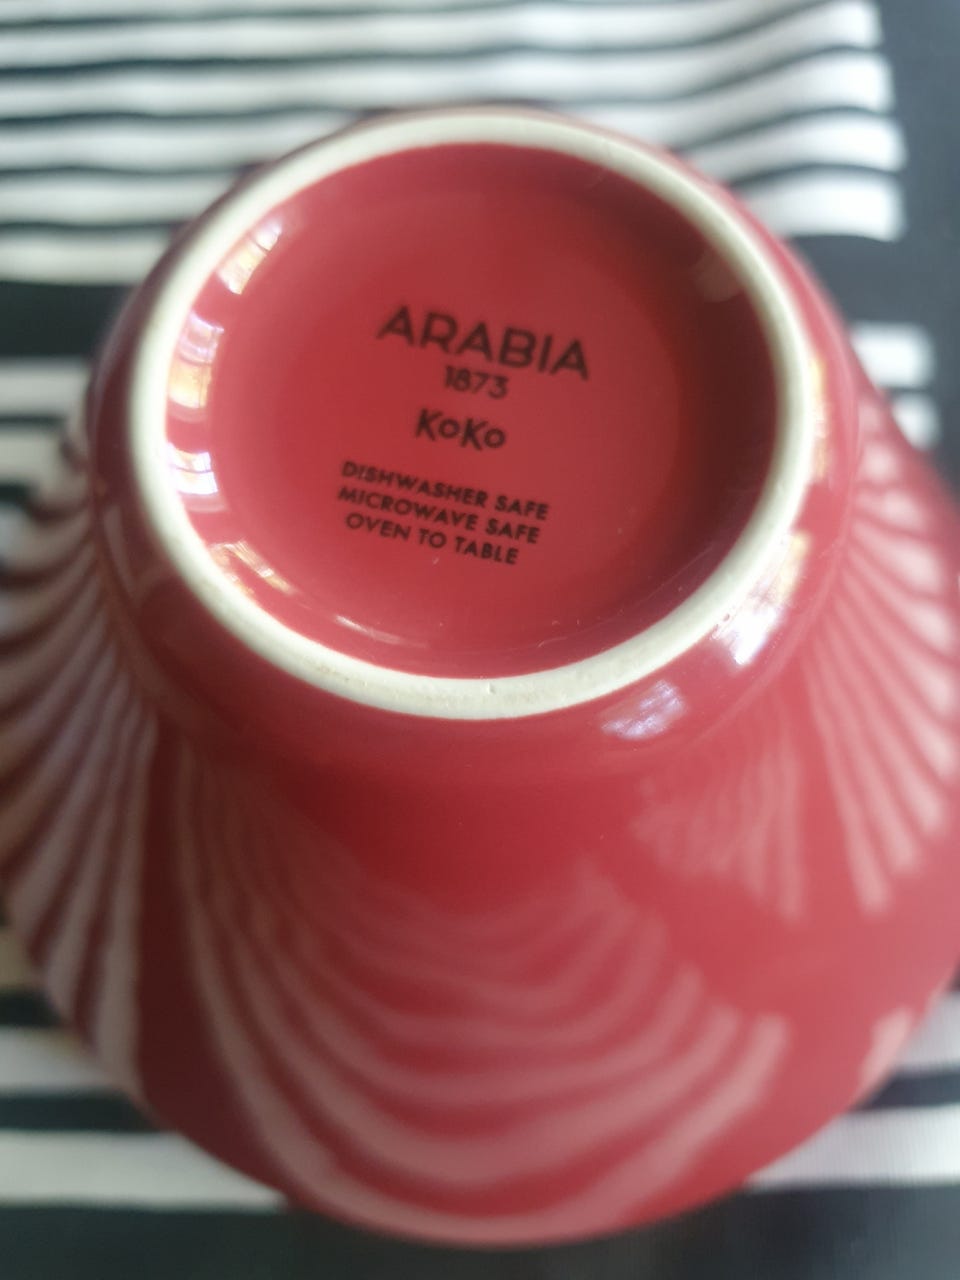 ARABIA
1873
KoKo
DISHWASHER SAFE
MICROWAVE SAFE
OVEN TO TABLE